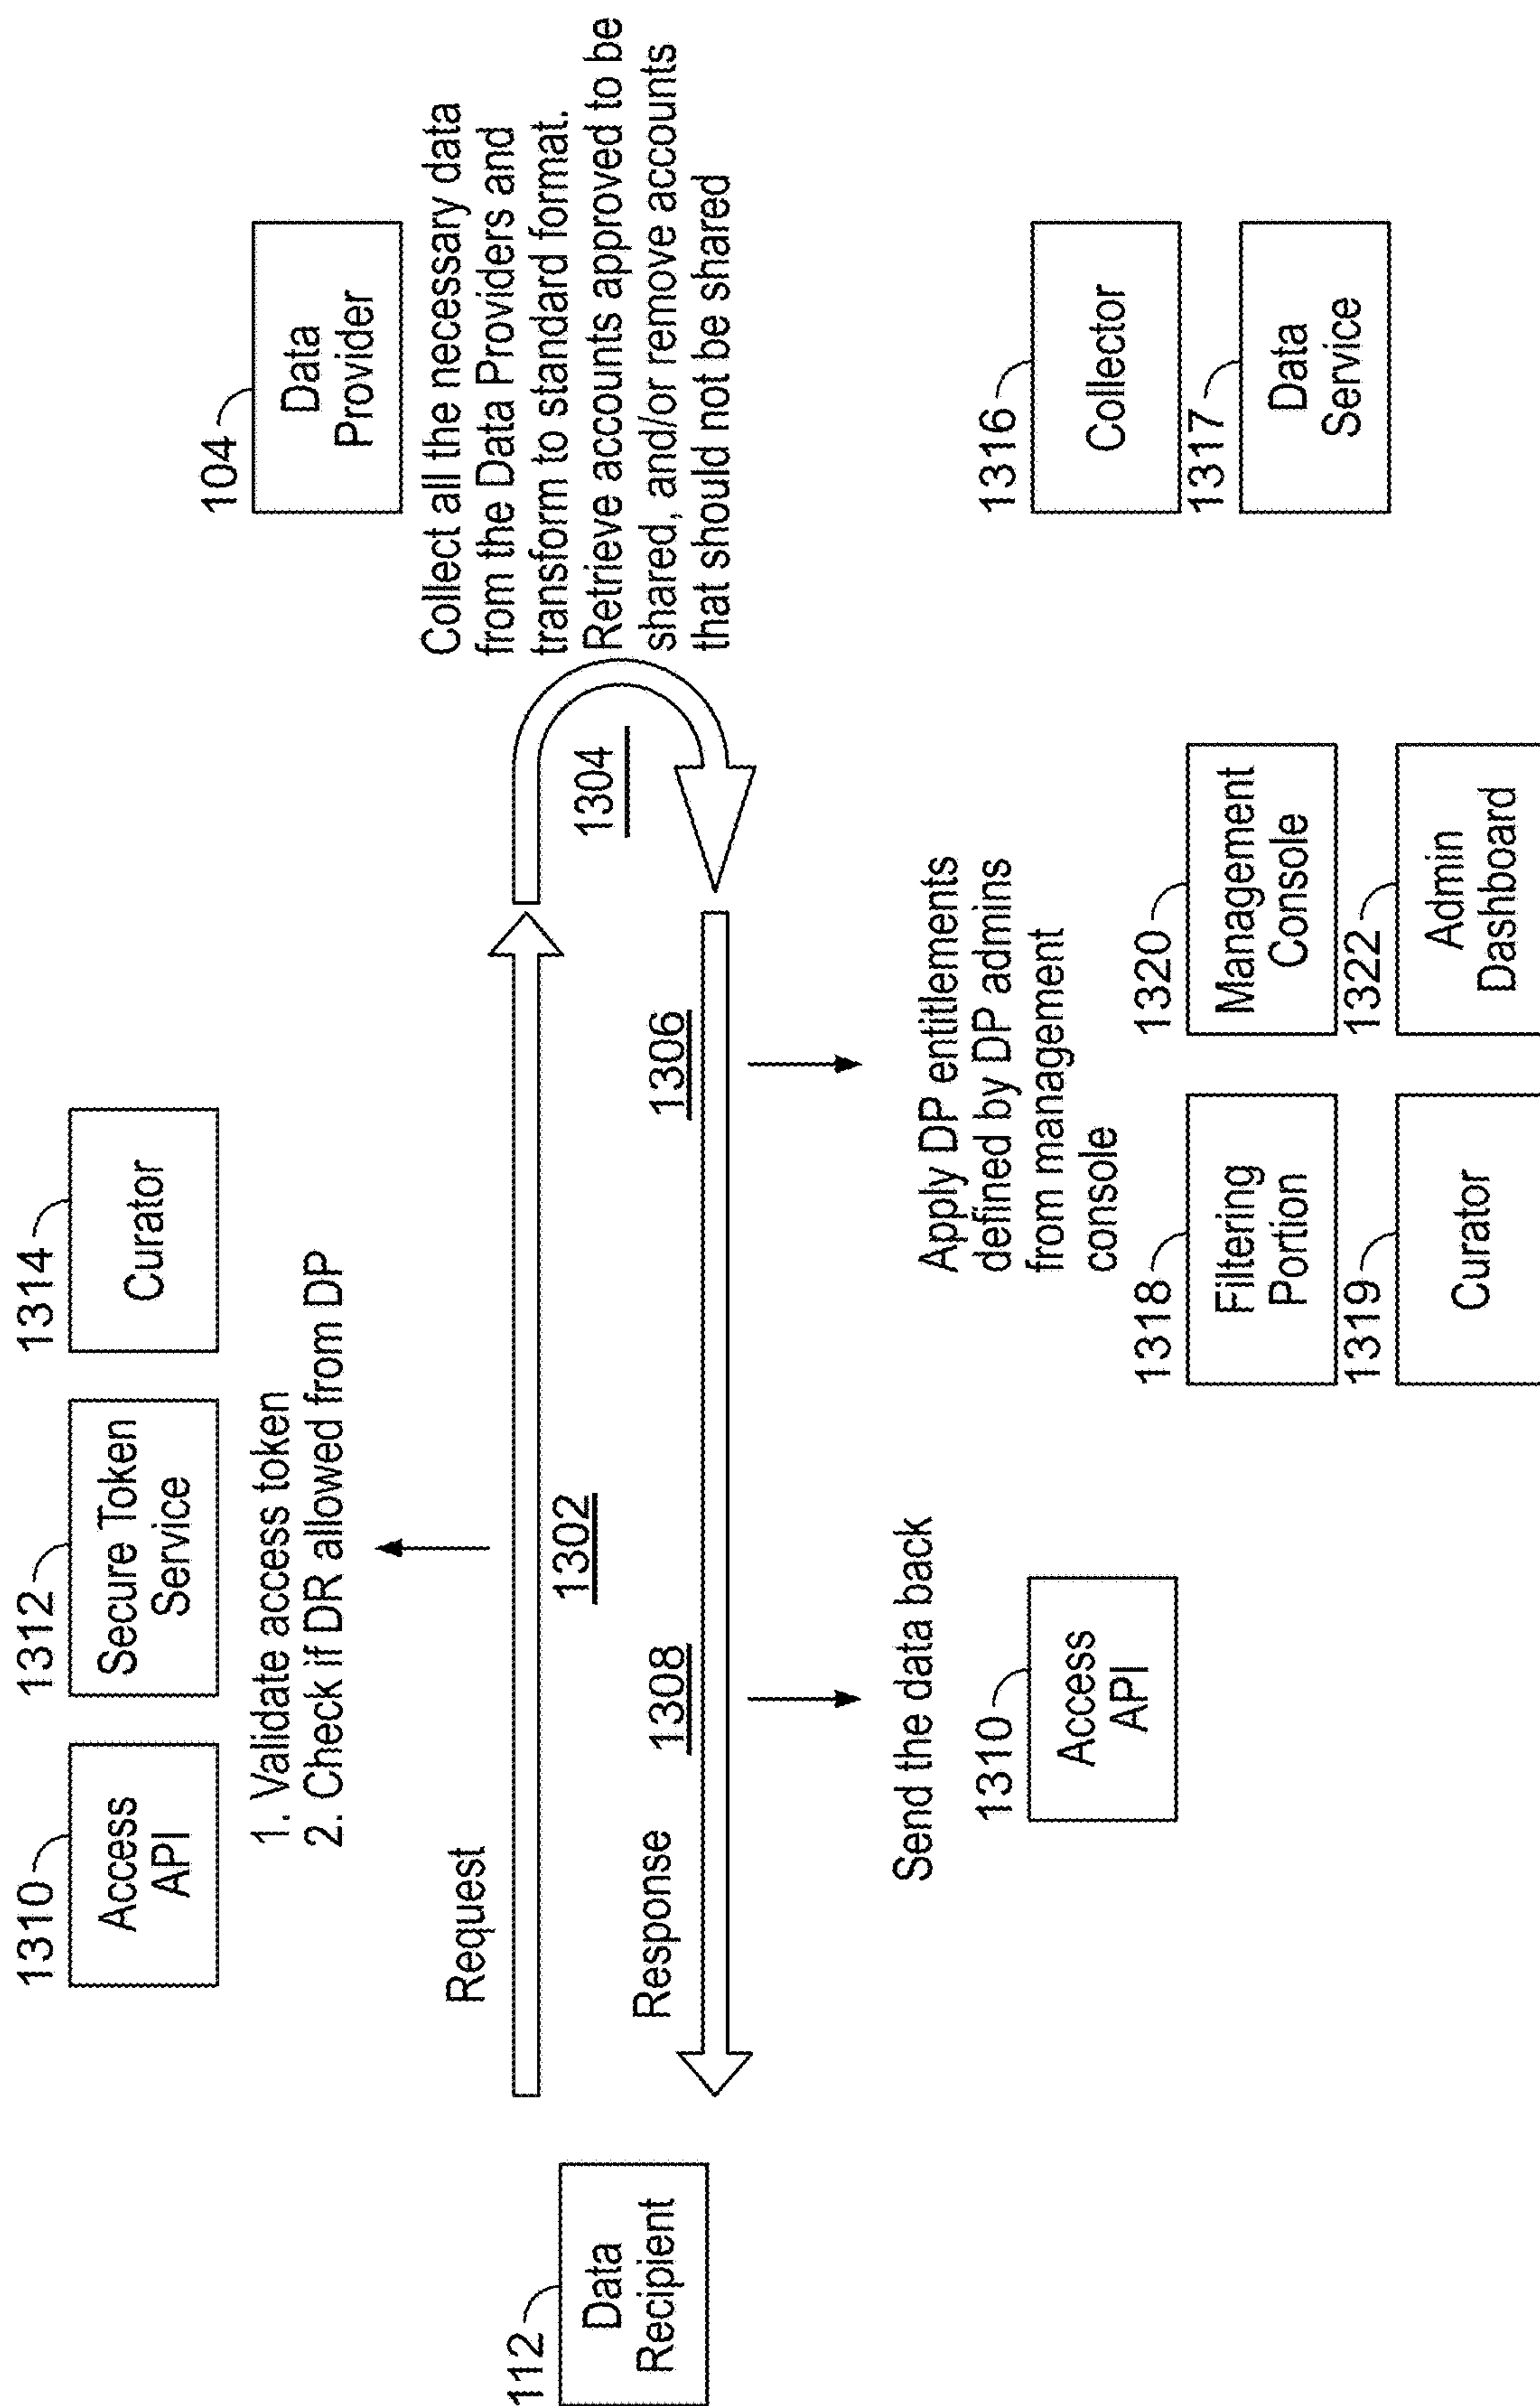 1310
Access
API
1312
Secure Token
Service
1314
Curator
1. Validate access token
2. Check if DR allowed from DP
104
Data
Provider
Collect all the necessary data
from the Data Providers and
transform to standard format.
Retrieve accounts approved to be
shared, and/or remove accounts
that should not be shared
112
Data
Recipient
Request
1302
1304
Response
1308
1306
Send the data back
1310
Access
API
Apply DP entitlements
defined by DP admins
from management
console
1318
Filtering
Portion
1320
Management
Console
1319
Curator
1322
Admin
Dashboard
1316
Collector
1317
Data
Service